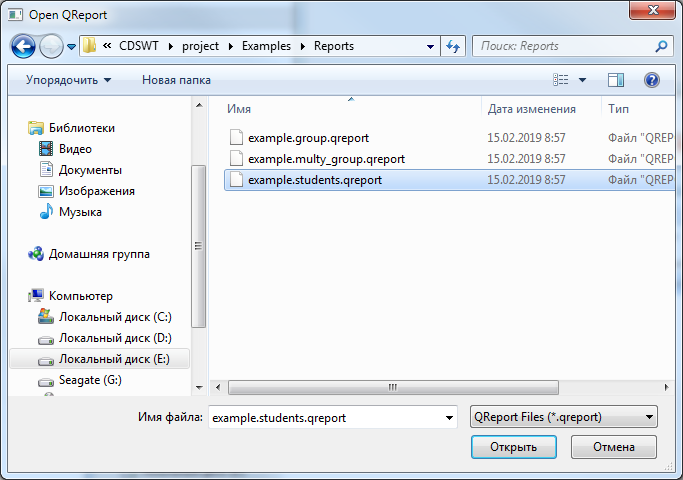 Open QReport
« CDSWT project Examples Reports
Поиск: Reports
Упорядочить Новая папка
Имя Дата изменения Тип
Библиотеки
Видео
Документы
Изображения
Музыка
Домашняя группа
Компьютер
Локальный диск (C:)
Локальный диск (D:)
Локальный диск (E:)
Seagate (G:)
example.group.qreport 15.02.2019 8:57 Файл "QREP
example.multy_group.qreport 15.02.2019 8:57 Файл "QREP
example.students.qreport 15.02.2019 8:57 Файл "QREP
Имя файла: example.students.qreport QReport Files (*.qreport)
Открыть Отмена